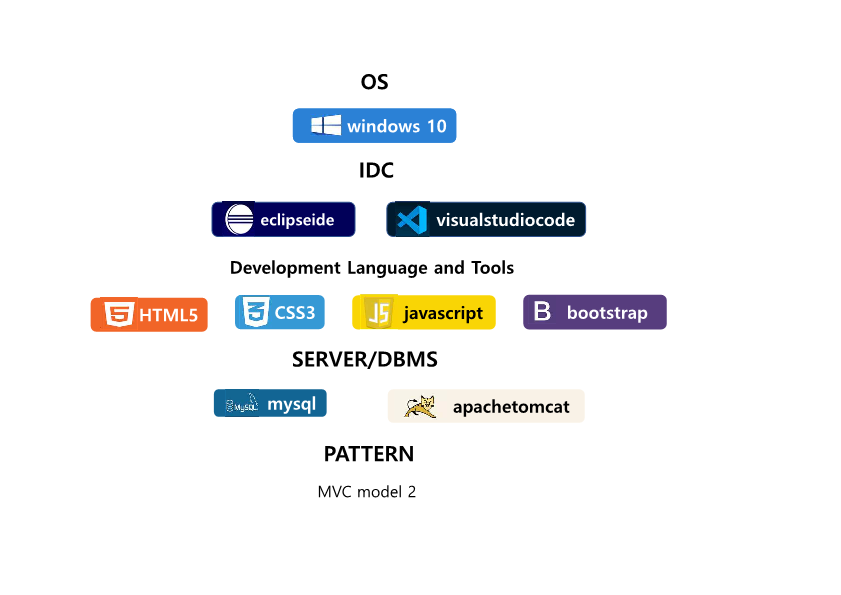 OS
windows 10
IDC
eclipseide visualstudiocode
Development Language and Tools
HTML5 CSS3 JS javascript B bootstrap
SERVER/DBMS
MySQL mysql apachetomcat
PATTERN
MVC model 2